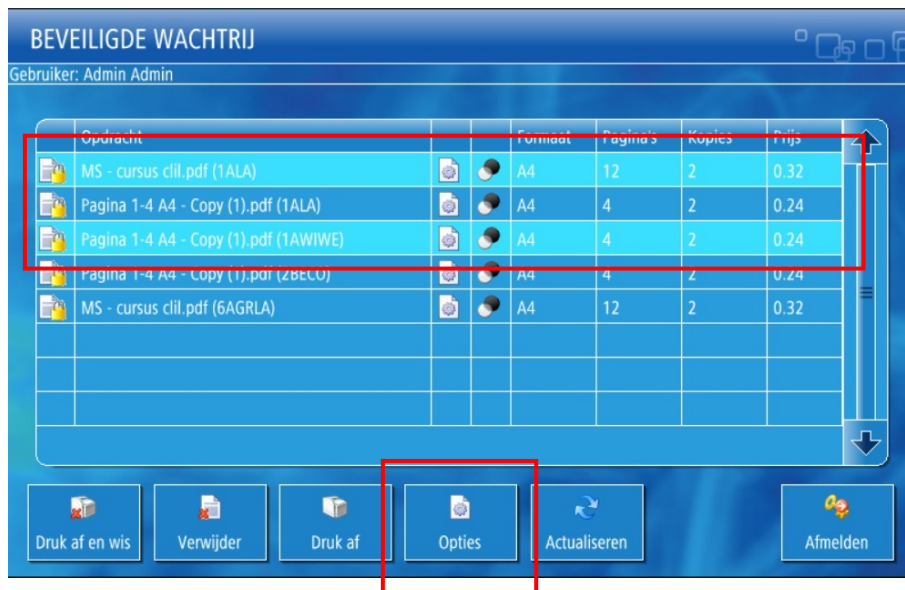 BEVEILIGDE WACHTRIJ
Gebruiker: Admin Admin
Opdracht Formaat Pagina's Kopies Prijs
MS - cursus clil.pdf (1ALA) A4 12 2 0.32
Pagina 1-4 A4 - Copy (1).pdf (1ALA) A4 4 2 0.24
Pagina 1-4 A4 - Copy (1).pdf (1AWIWE) A4 4 2 0.24
Pagina 1-4 A4 - Copy (1).pdf (2BECO) A4 4 2 0.24
MS - cursus clil.pdf (6AGRLA) A4 12 2 0.32
Druk af en wis Verwijder Druk af Opties Actualiseren Afmelden